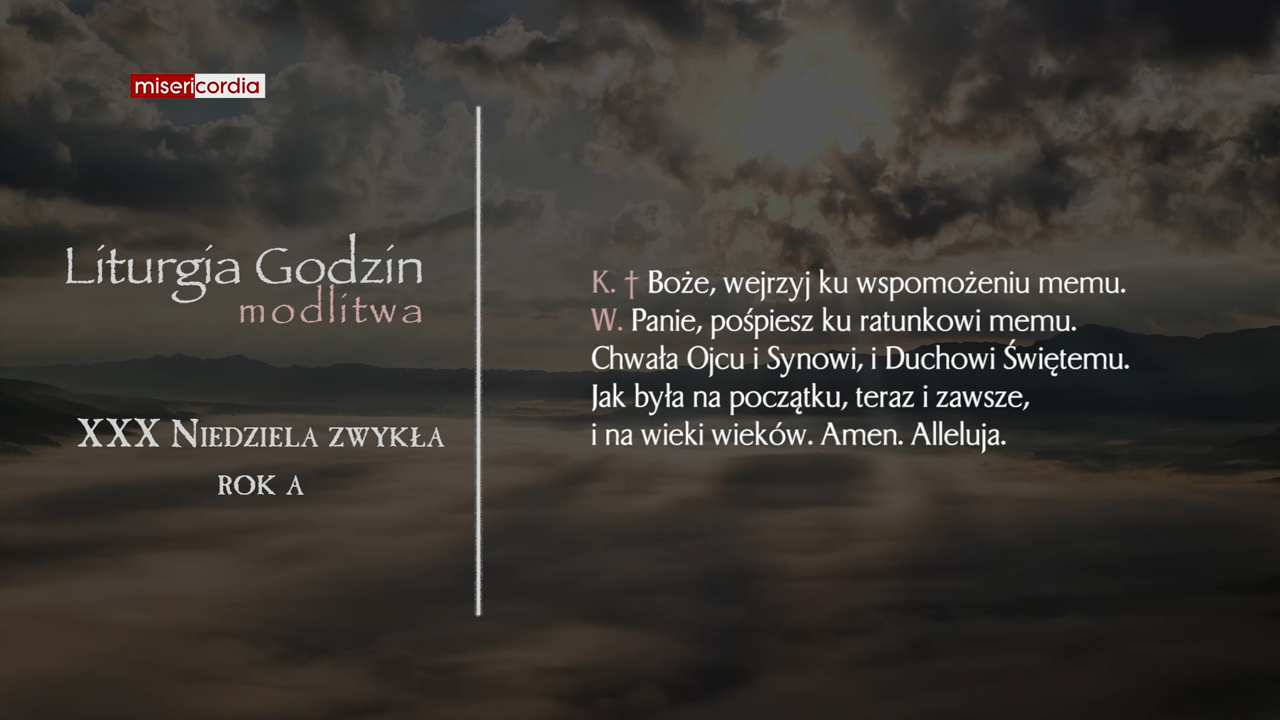 misericordia
Liturgia Godzin
modlitwa
XXX Niedziela zwykła
rok A
K. † Boże, wejrzyj ku wspomożeniu memu.
W. Panie, pośpiesz ku ratunkowi memu.
Chwała Ojcu i Synowi, i Duchowi Świętemu.
Jak była na początku, teraz i zawsze,
i na wieki wieków. Amen. Alleluja.